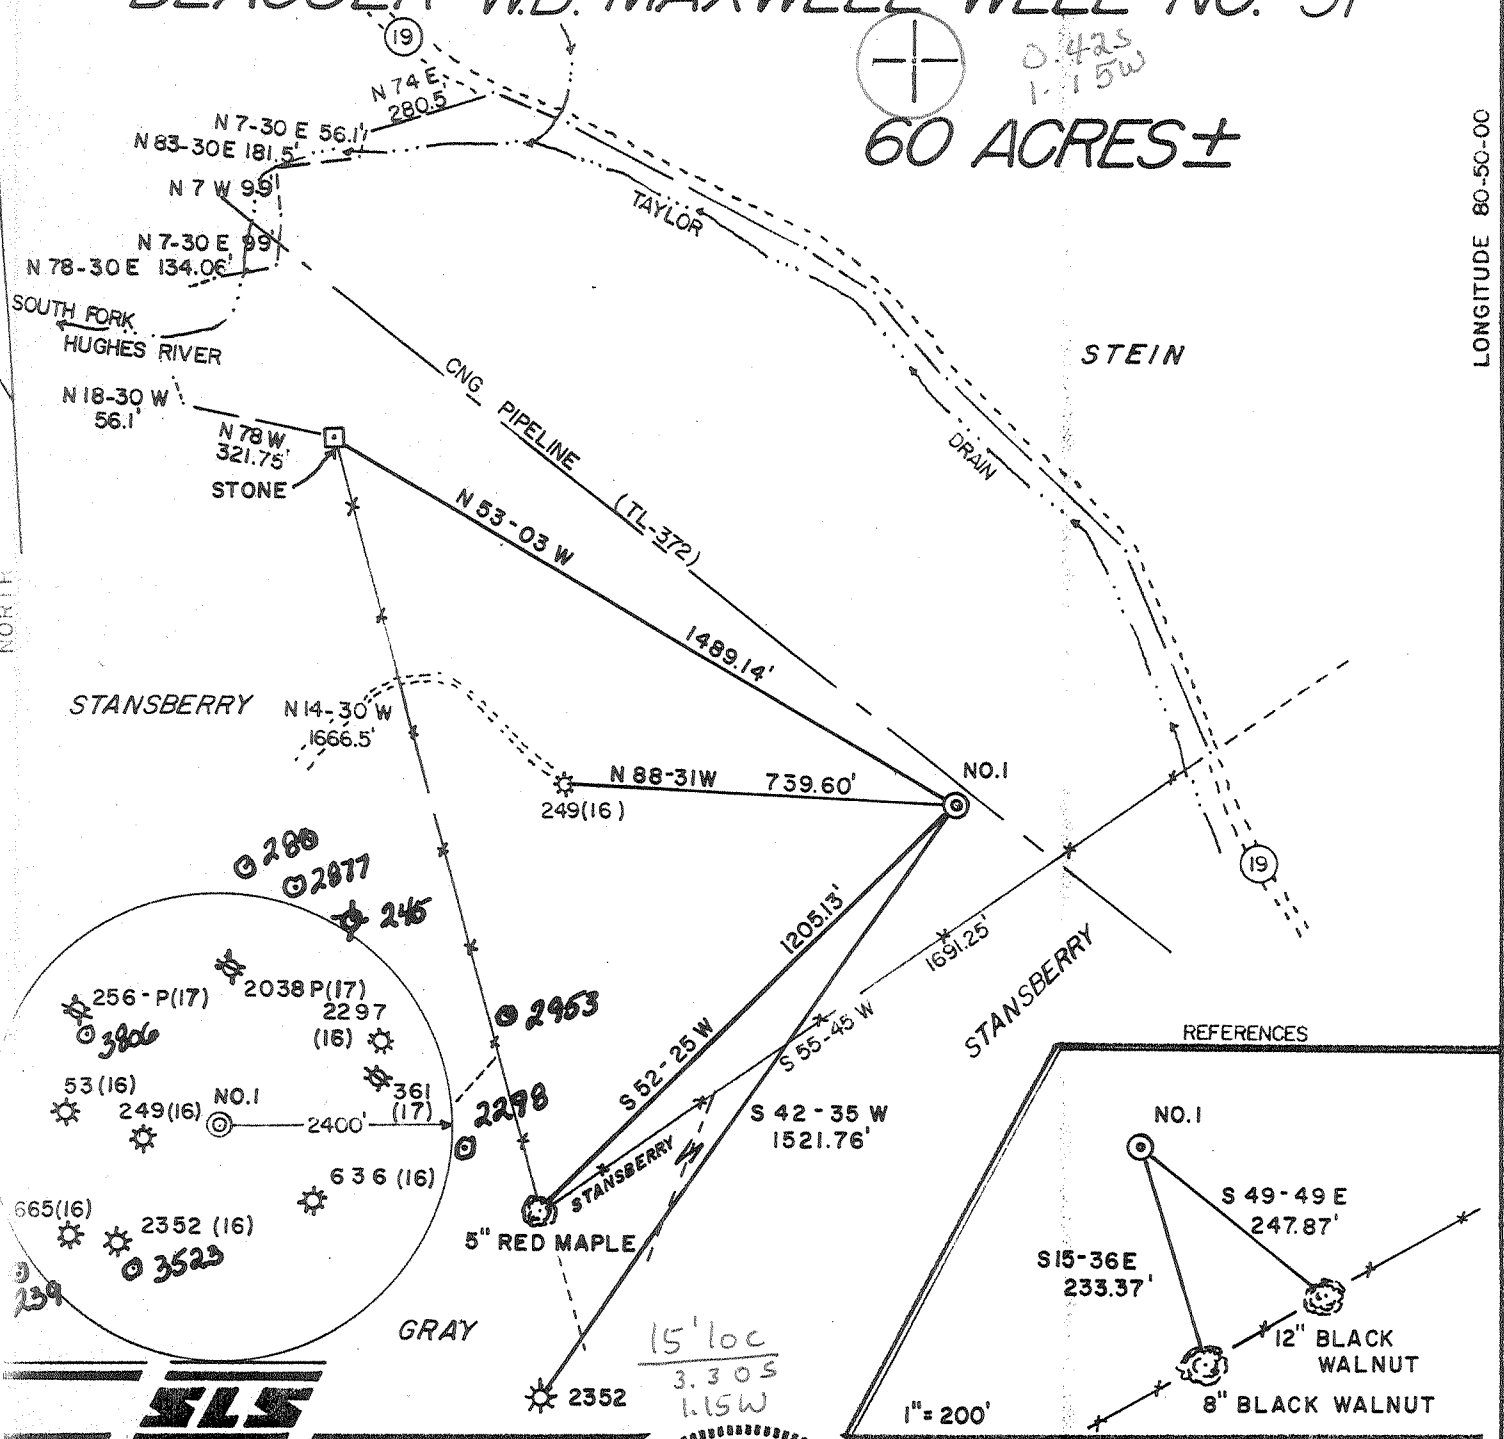 W.B. MAXWELL WELL NO.
19
0.42S
1.15W
60 ACRES±
LONGITUDE 80-50-00
N 74 E
280.5'
N 7-30 E 56.1'
N 83-30E 181.5'
N 7 W 99'
N 7-30 E 99'
N 78-30 E 134.06'
SOUTH FORK
HUGHES RIVER
N 18-30 W
56.1'
N 78 W
321.75'
STONE
TAYLOR
DRAIN
STEIN
CNG PIPELINE (TL-372)
N 53-03 W
1489.14'
NORTH
STANSBERRY
N 14-30 W
1666.5'
N 88-31W 739.60'
249(16)
NO.1
19
1205.13'
S 52-25 W
1691.25'
S 55-45 W
STANSBERRY
S 42-35 W
1521.76'
STANSBERRY
5" RED MAPLE
GRAY
2352
280
2877
245
2953
2298
256-P(17)
3806
2038P(17)
2297
(16)
361
(17)
53(16)
249(16)
NO.1
2400'
636(16)
665(16)
2352(16)
3523
239
SLS
15' loc
3.30S
1.15W
REFERENCES
NO.1
S 49-49 E
247.87'
S15-36E
233.37'
12" BLACK
WALNUT
8" BLACK WALNUT
1"=200'